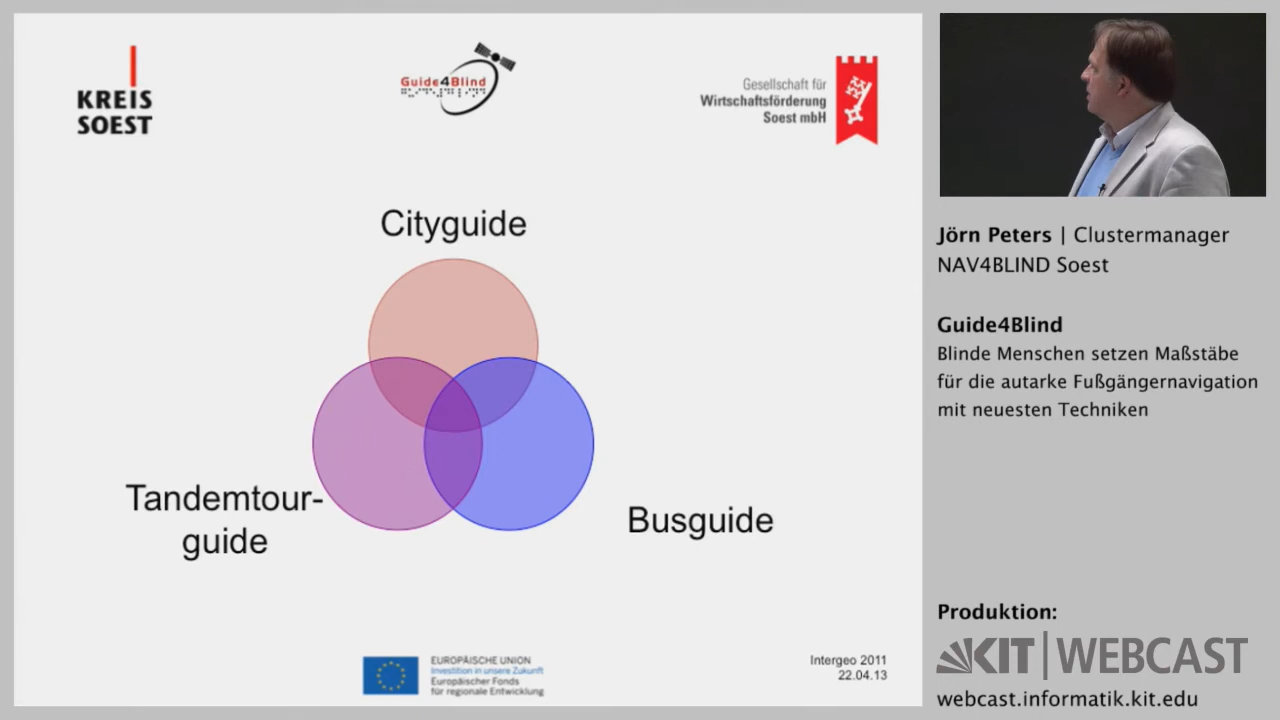 KREIS
SOEST
Guide4Blind
Gesellschaft für
Wirtschaftsförderung
Soest mbH
Cityguide
Tandemtour-
guide
Busguide
EUROPÄISCHE UNION
Investition in unsere Zukunft
Europäischer Fonds
für regionale Entwicklung
Intergeo 2011
22.04.13
Jörn Peters | Clustermanager
NAV4BLIND Soest
Guide4Blind
Blinde Menschen setzen Maßstäbe
für die autarke Fußgängernavigation
mit neuesten Techniken
Produktion:
KIT | WEBCAST
webcast.informatik.kit.edu